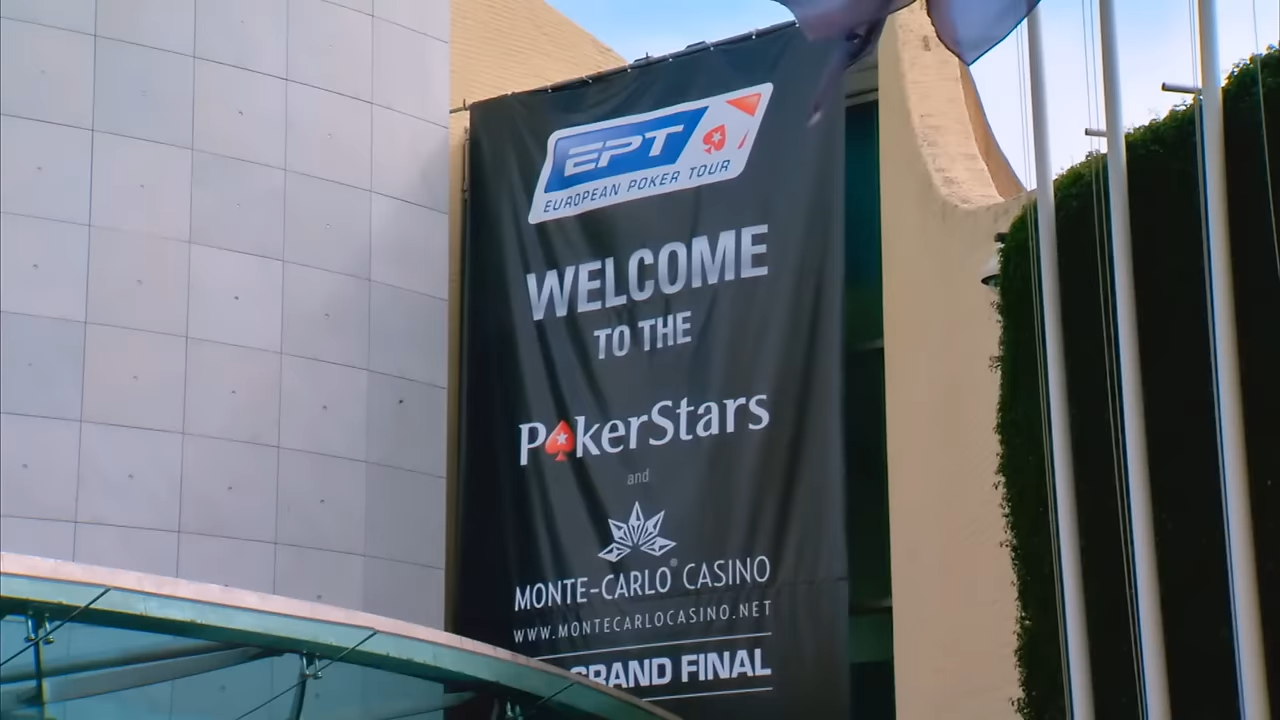 EPT
EUROPEAN POKER TOUR
WELCOME
TO THE
PokerStars
and
MONTE-CARLO® CASINO
WWW.MONTECARLOCASINO.NET
GRAND FINAL